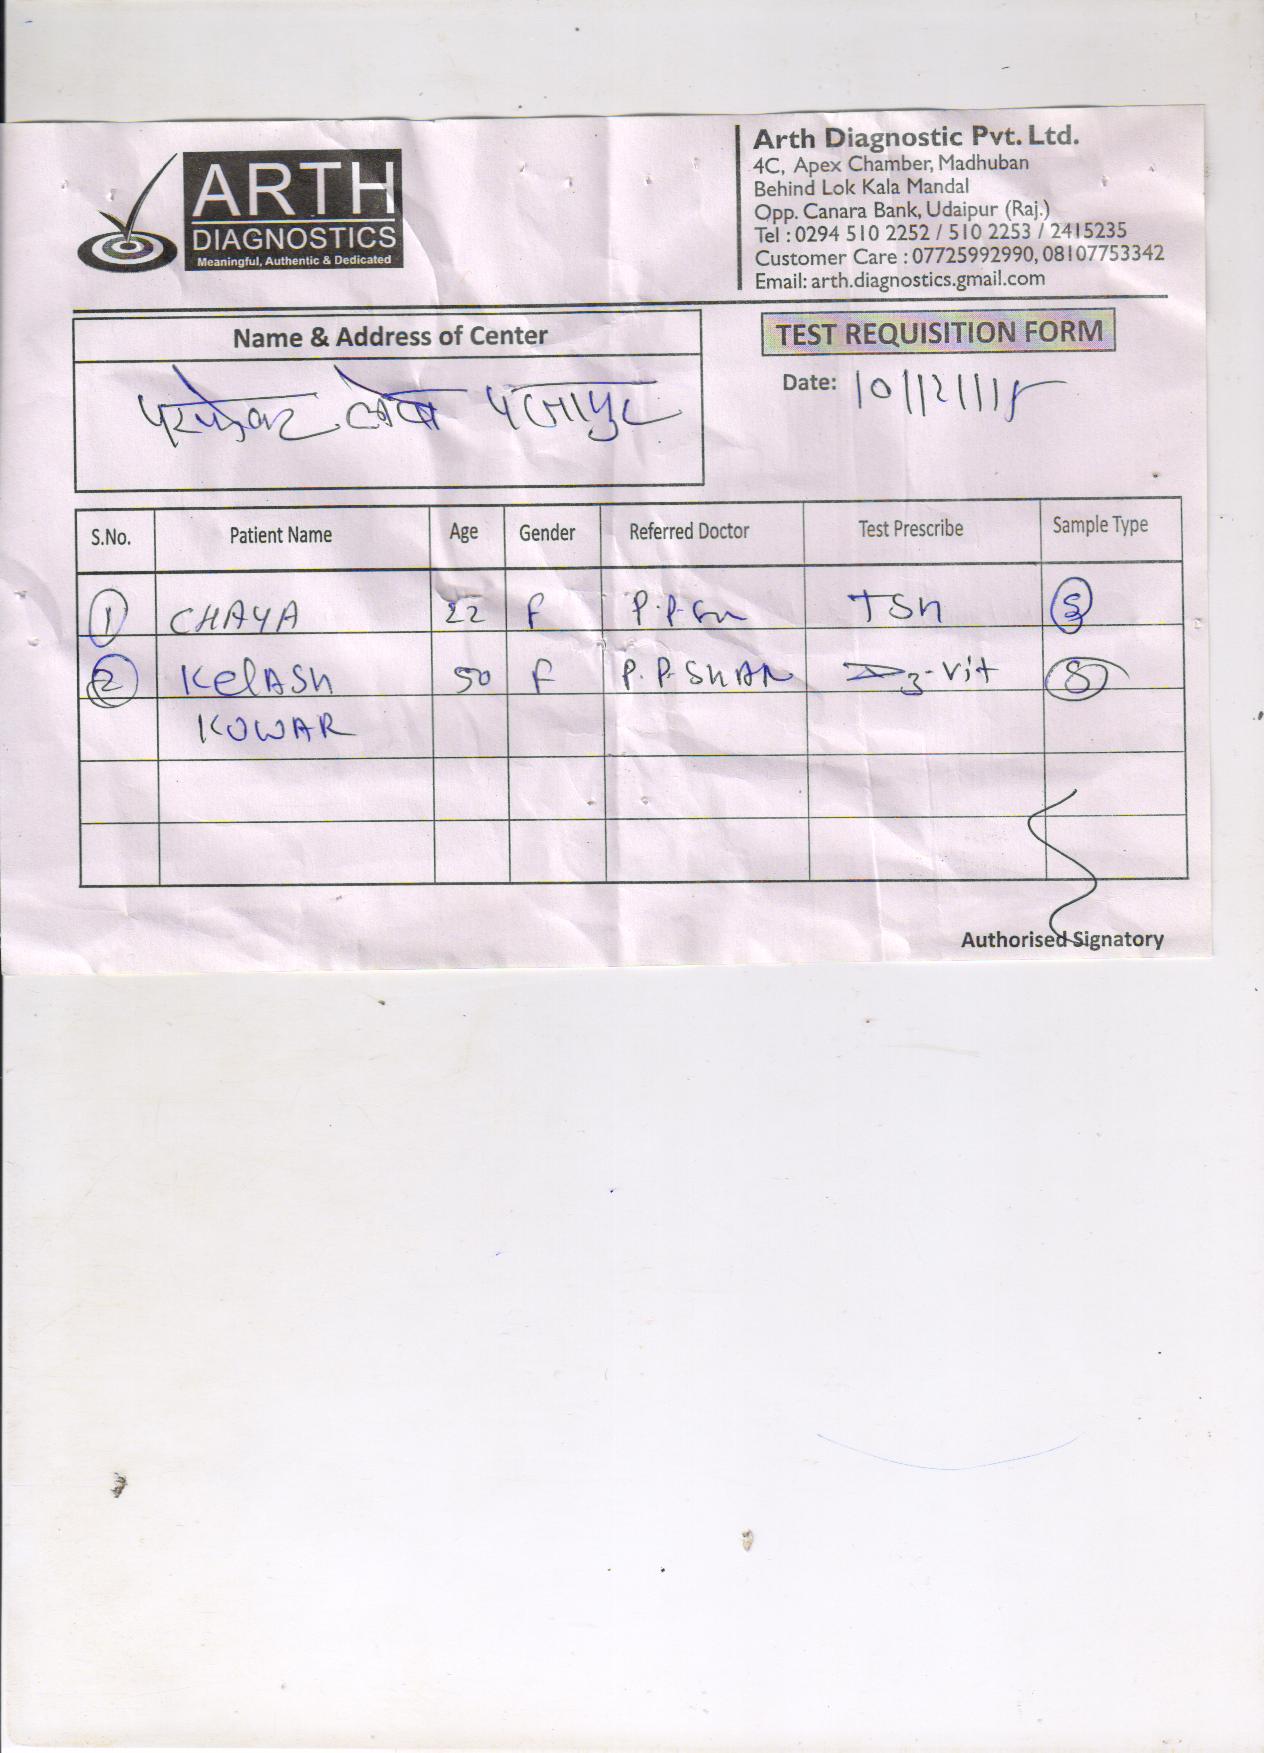 ARTH
DIAGNOSTICS
Meaningful, Authentic & Dedicated
Arth Diagnostic Pvt. Ltd.
4C, Apex Chamber, Madhuban
Behind Lok Kala Mandal
Opp. Canara Bank, Udaipur (Raj.)
Tel : 0294 510 2252 / 510 2253 / 2415235
Customer Care : 07725992990, 08107753342
Email: arth.diagnostics.gmail.com
Name & Address of Center
TEST REQUISITION FORM
Date: 10/12/18
S.No. Patient Name Age Gender Referred Doctor Test Prescribe Sample Type
1 CHAYA 22 F P.P. TSH S
2 KelASH 50 F P.P. SHAH D3-Vit S
KUWAR
Authorised Signatory